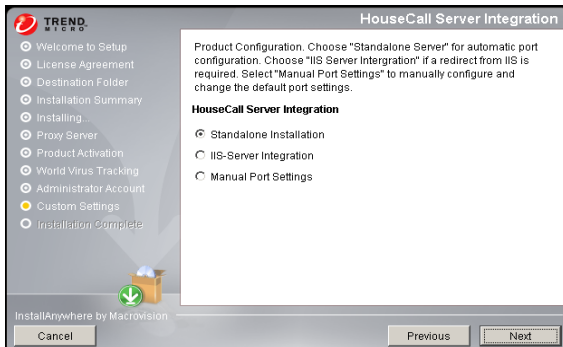 TREND
MICRO
HouseCall Server Integration
Welcome to Setup
License Agreement
Destination Folder
Installation Summary
Installing...
Proxy Server
Product Activation
World Virus Tracking
Administrator Account
Custom Settings
Installation Complete
Product Configuration. Choose "Standalone Server" for automatic port
configuration. Choose "IIS Server Intergration" if a redirect from IIS is
required. Select "Manual Port Settings" to manually configure and
change the default port settings.
HouseCall Server Integration
Standalone Installation
IIS-Server Integration
Manual Port Settings
InstallAnywhere by Macrovision
Cancel
Previous
Next